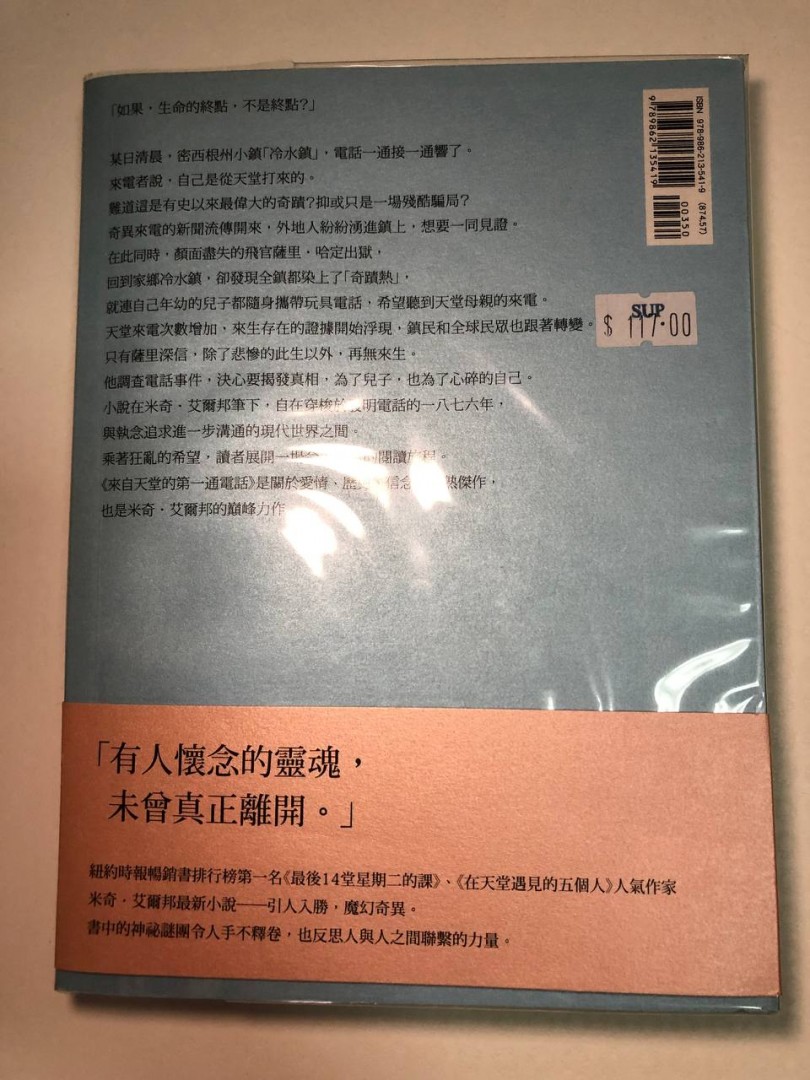 「如果，生命的終點，不是終點？」
某日清晨，密西根州小鎮「冷水鎮」，電話一通接一通響了。
來電者說，自己是從天堂打來的。
難道這是有史以來最偉大的奇蹟？抑或只是一場殘酷騙局？
奇異來電的新聞流傳開來，外地人紛紛湧進鎮上，想要一同見證。
在此同時，顏面盡失的飛官薩里・哈定出獄，
回到家鄉冷水鎮，卻發現全鎮都染上了「奇蹟熱」，
就連自己年幼的兒子都隨身攜帶玩具電話，希望聽到天堂母親的來電。
天堂來電次數增加、來生存在的證據開始浮現，鎮民和全球民眾也跟著轉變。
只有薩里深信，除了悲慘的此生以外，再無來生。
他調查電話事件，決心要揭發真相，為了兒子，也為了心碎的自己。
小說在米奇・艾爾邦筆下，自在穿梭於發明電話的一八七六年，
與執念追求進一步溝通的現代世界之間。
乘著狂亂的希望，讀者展開一場的閱讀旅程。
《來自天堂的第一通電話》是關於愛情、歷史、信念傑作，
也是米奇・艾爾邦的巔峰力作
ISBN 978-986-213-541-9 (874.57)
9789862135419
00350
SUP
$ 117.00
「有人懷念的靈魂，
未曾真正離開。」
紐約時報暢銷書排行榜第一名《最後14堂星期二的課》、《在天堂遇見的五個人》人氣作家
米奇・艾爾邦最新小說——引人入勝，魔幻奇異。
書中的神祕謎團令人手不釋卷，也反思人與人之間聯繫的力量。